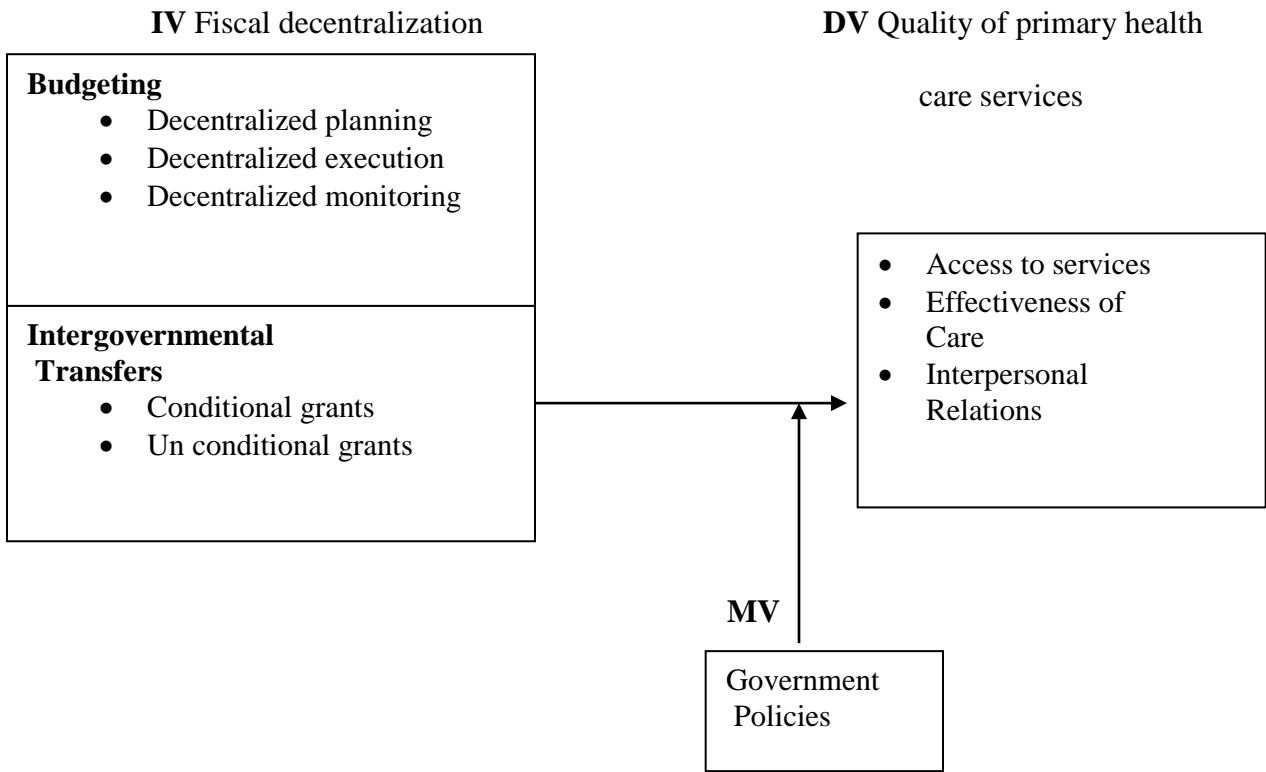 IV Fiscal decentralization
DV Quality of primary health
care services
Budgeting
• Decentralized planning
• Decentralized execution
• Decentralized monitoring
Intergovernmental
Transfers
• Conditional grants
• Un conditional grants
• Access to services
• Effectiveness of
Care
• Interpersonal
Relations
MV
Government
Policies